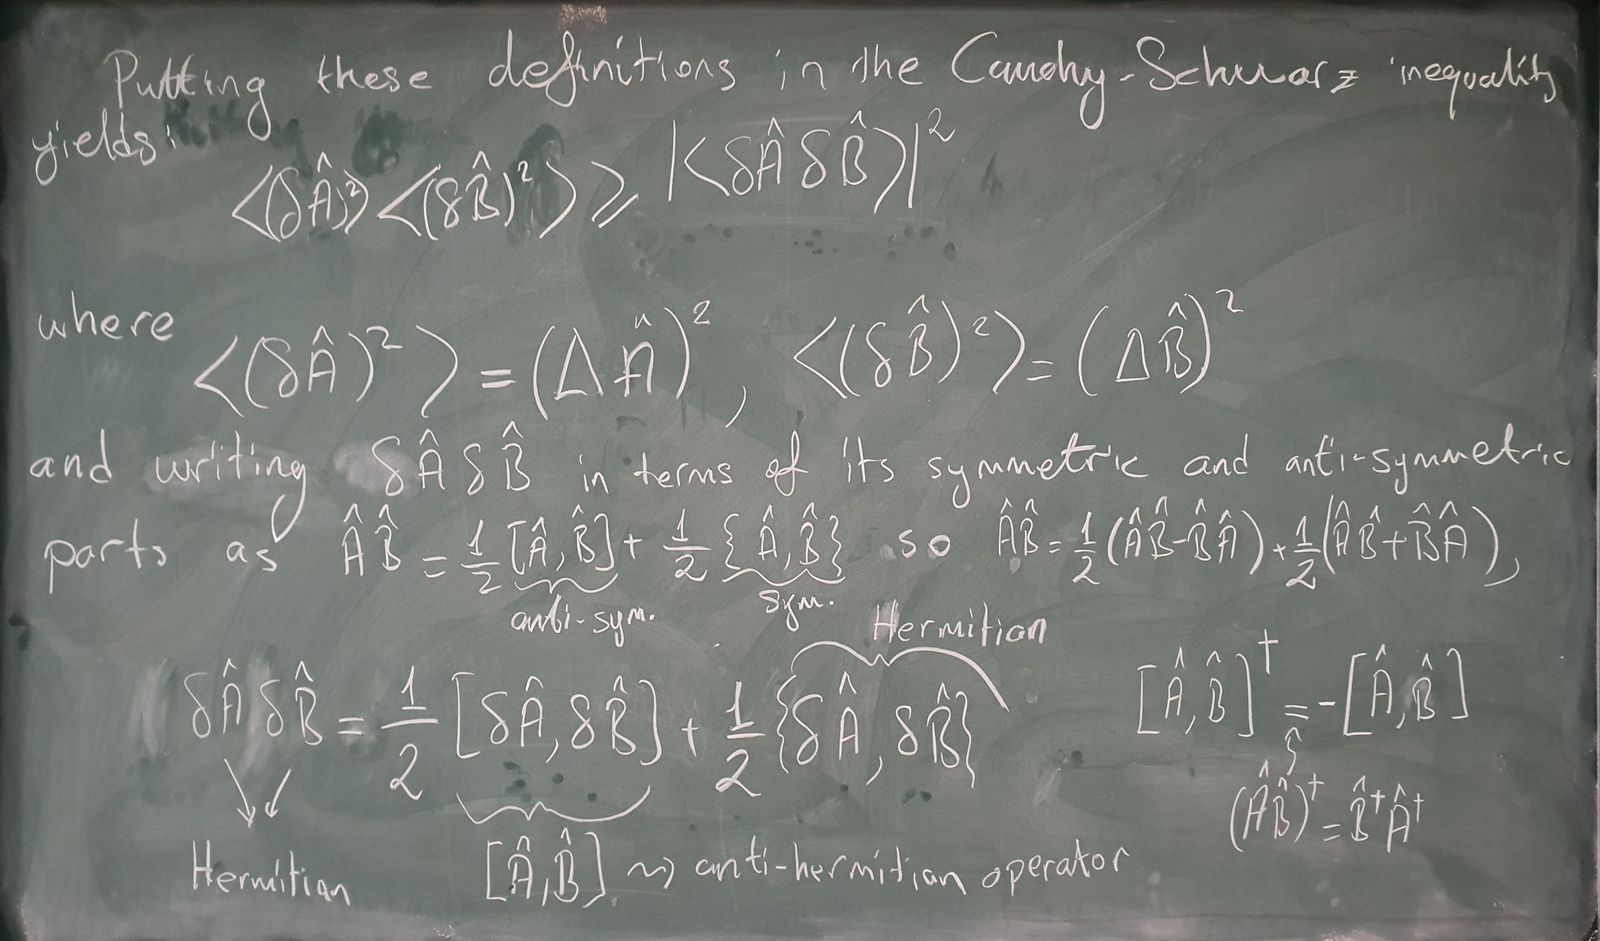 Putting these definitions in the Cauchy-Schwarz inequality
yields:
<(δÂ)²> <(δB̂)²> ⩾ |<δÂ δB̂>|²
where
<(δÂ)²> = (ΔÂ)², <(δB̂)²> = (ΔB̂)²
and writing δÂ δB̂ in terms of its symmetric and anti-symmetric
parts as ÂB̂ = 1/2 [Â,B̂] + 1/2 {Â,B̂} so ÂB̂ = 1/2 (ÂB̂-B̂Â) + 1/2 (ÂB̂+B̂Â),
anti-sym. sym.
Hermitian
δÂ δB̂ = 1/2 [δÂ, δB̂] + 1/2 {δÂ, δB̂}
[Â,B̂]† = -[Â,B̂]
(ÂB̂)† = B̂†Â†
Hermitian
[Â,B̂] ⇝ anti-hermitian operator